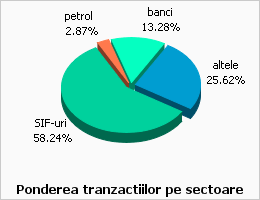 petrol
2.87%
banci
13.28%
altele
25.62%
SIF-uri
58.24%
Ponderea tranzactiilor pe sectoare